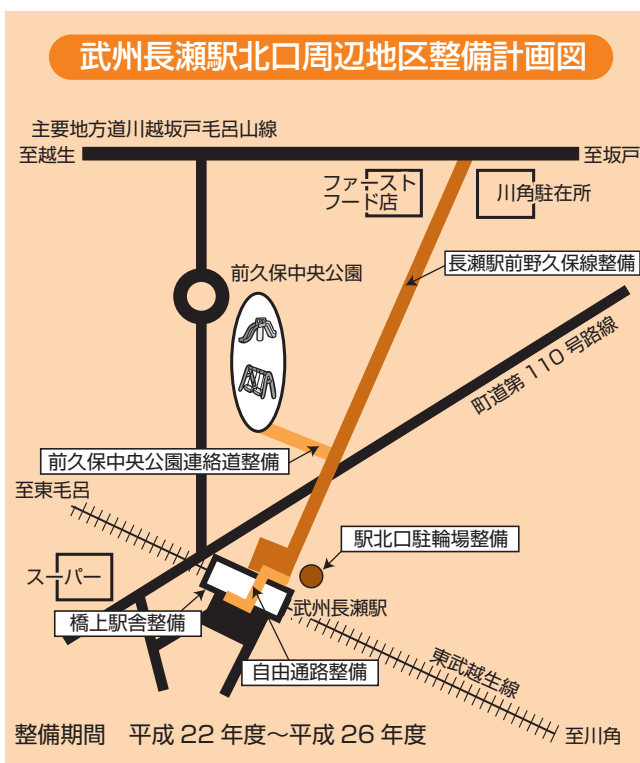 武州長瀬駅北口周辺地区整備計画図
主要地方道川越坂戸毛呂山線
至越生
至坂戸
ファースト
フード店
川角駐在所
長瀬駅前野久保線整備
前久保中央公園
町道第110号路線
前久保中央公園連絡道整備
至東毛呂
駅北口駐輪場整備
スーパー
武州長瀬駅
橋上駅舎整備
自由通路整備
東武越生線
整備期間　平成22年度～平成26年度
至川角